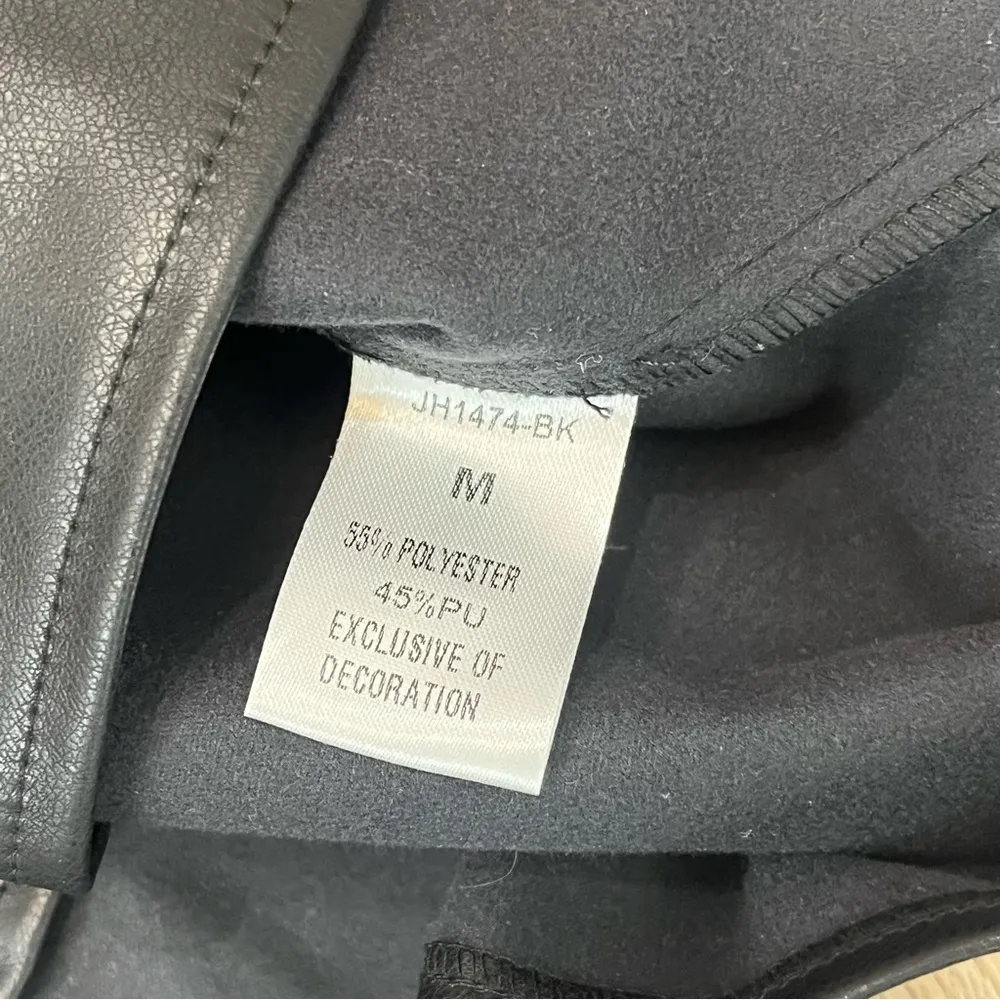 JH1474-BK
M
55% POLYESTER
45%PU
EXCLUSIVE OF
DECORATION